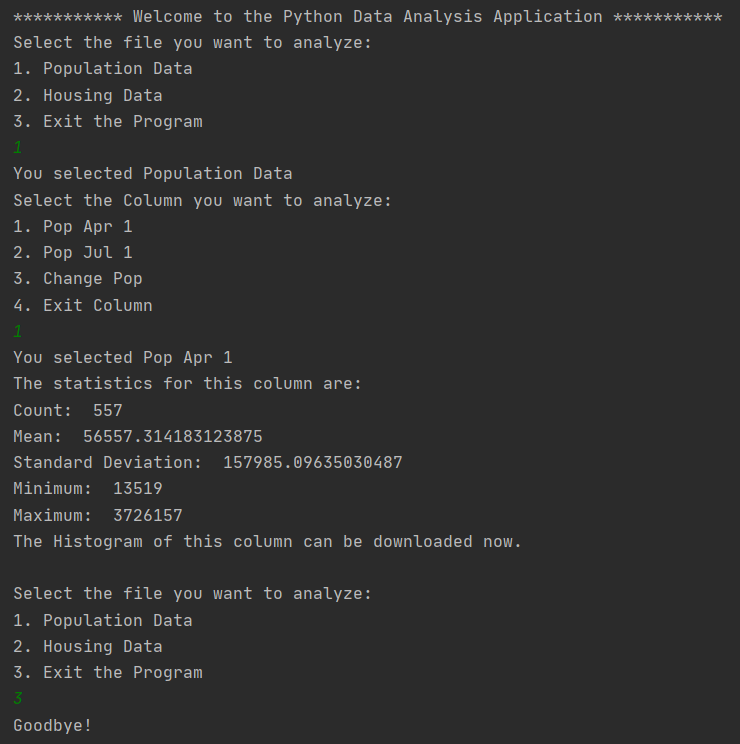 *********** Welcome to the Python Data Analysis Application ***********
Select the file you want to analyze:
1. Population Data
2. Housing Data
3. Exit the Program
1
You selected Population Data
Select the Column you want to analyze:
1. Pop Apr 1
2. Pop Jul 1
3. Change Pop
4. Exit Column
1
You selected Pop Apr 1
The statistics for this column are:
Count:  557
Mean:  56557.314183123875
Standard Deviation:  157985.09635030487
Minimum:  13519
Maximum:  3726157
The Histogram of this column can be downloaded now.

Select the file you want to analyze:
1. Population Data
2. Housing Data
3. Exit the Program
3
Goodbye!